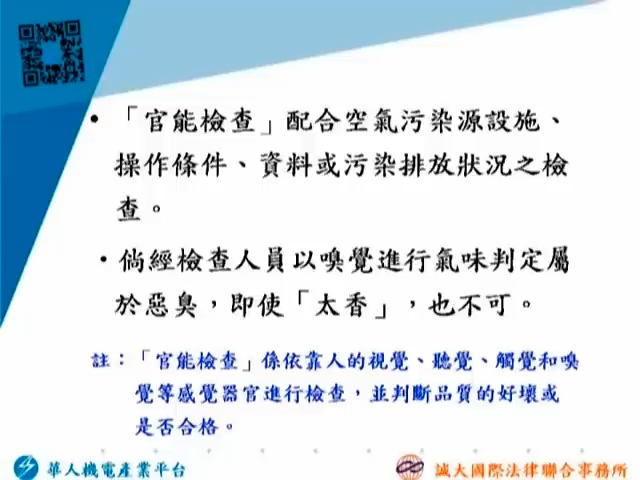 • 「官能檢查」配合空氣污染源設施、
操作條件、資料或污染排放狀況之檢
查。
• 倘經檢查人員以嗅覺進行氣味判定屬
於惡臭，即使「太香」，也不可。
註：「官能檢查」係依靠人的視覺、聽覺、觸覺和嗅
覺等感覺器官進行檢查，並判斷品質的好壞或
是否合格。
華人機電產業平台
誠大國際法律聯合事務所